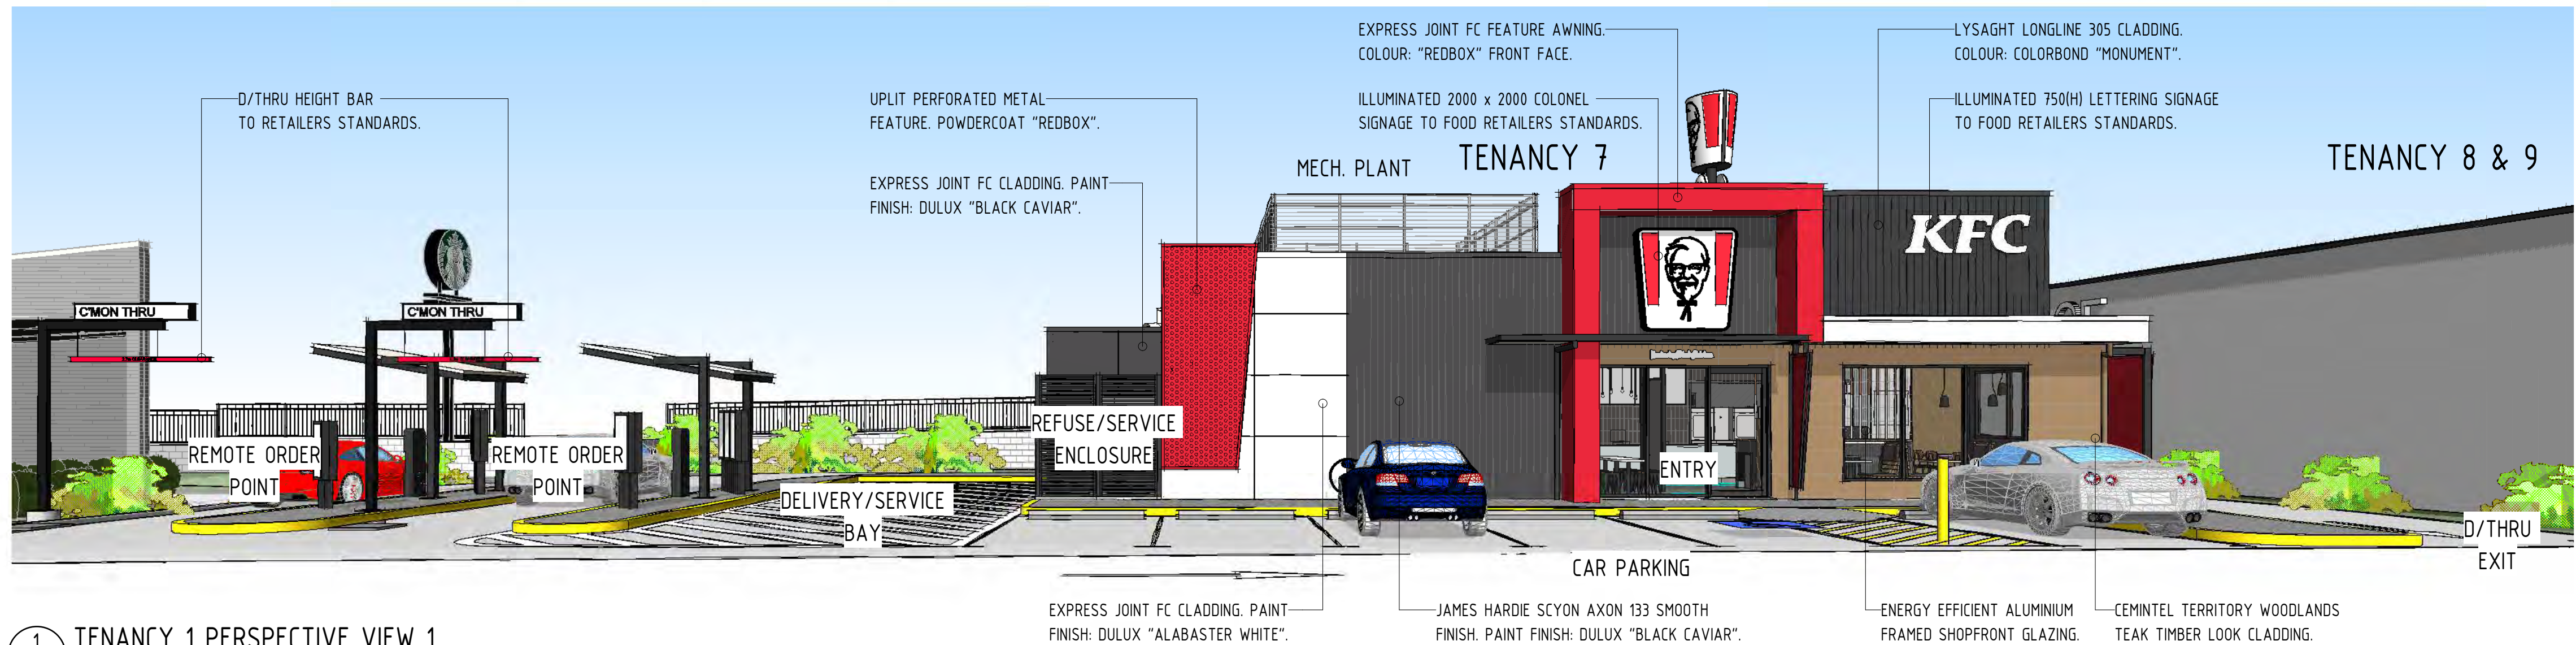 EXPRESS JOINT FC FEATURE AWNING.
COLOUR: "REDBOX" FRONT FACE.
LYSAGHT LONGLINE 305 CLADDING.
COLOUR: COLORBOND "MONUMENT".
D/THRU HEIGHT BAR
TO RETAILERS STANDARDS.
UPLIT PERFORATED METAL
FEATURE. POWDERCOAT "REDBOX".
ILLUMINATED 2000 x 2000 COLONEL
SIGNAGE TO FOOD RETAILERS STANDARDS.
ILLUMINATED 750(H) LETTERING SIGNAGE
TO FOOD RETAILERS STANDARDS.
MECH. PLANT
TENANCY 7
TENANCY 8 & 9
EXPRESS JOINT FC CLADDING. PAINT
FINISH: DULUX "BLACK CAVIAR".
KFC
C'MON THRU
C'MON THRU
REFUSE/SERVICE
ENCLOSURE
REMOTE ORDER
POINT
REMOTE ORDER
POINT
ENTRY
DELIVERY/SERVICE
BAY
D/THRU
EXIT
CAR PARKING
EXPRESS JOINT FC CLADDING. PAINT
FINISH: DULUX "ALABASTER WHITE".
JAMES HARDIE SCYON AXON 133 SMOOTH
FINISH. PAINT FINISH: DULUX "BLACK CAVIAR".
ENERGY EFFICIENT ALUMINIUM
FRAMED SHOPFRONT GLAZING.
CEMINTEL TERRITORY WOODLANDS
TEAK TIMBER LOOK CLADDING.
1
TENANCY 1 PERSPECTIVE VIEW 1